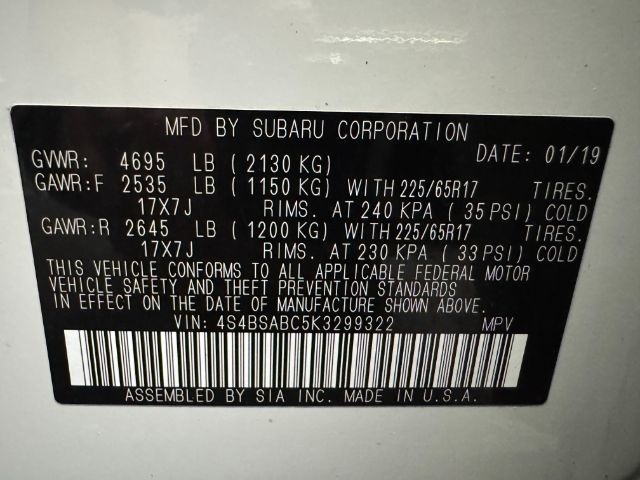 MFD BY SUBARU CORPORATION
DATE: 01/19
GVWR: 4695 LB ( 2130 KG)
GAWR:F 2535 LB ( 1150 KG) WITH 225/65R17 TIRES.
17X7J RIMS. AT 240 KPA ( 35 PSI) COLD
GAWR:R 2645 LB ( 1200 KG) WITH 225/65R17 TIRES.
17X7J RIMS. AT 230 KPA ( 33 PSI) COLD
THIS VEHICLE CONFORMS TO ALL APPLICABLE FEDERAL MOTOR
VEHICLE SAFETY AND THEFT PREVENTION STANDARDS
IN EFFECT ON THE DATE OF MANUFACTURE SHOWN ABOVE.
VIN: 4S4BSABC5K3299322 MPV
ASSEMBLED BY SIA INC. MADE IN U.S.A.